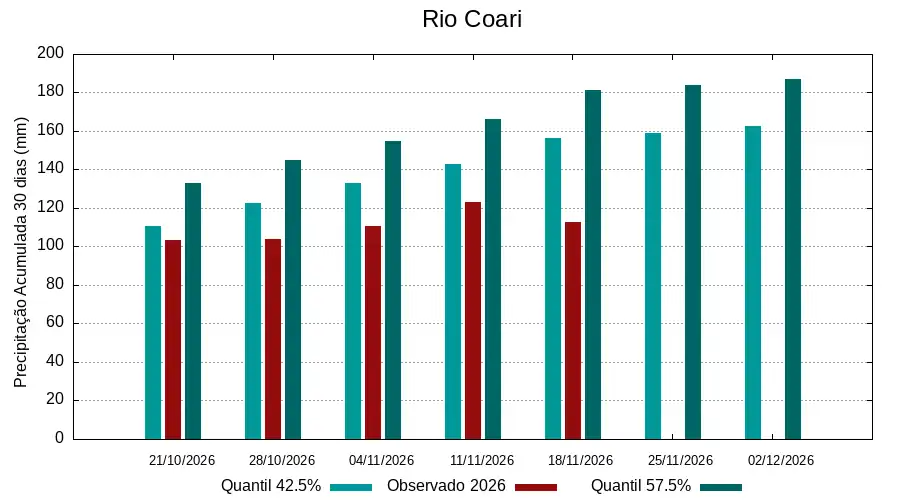 Rio Coari
Precipitação Acumulada 30 dias (mm)
200
180
160
140
120
100
80
60
40
20
0
21/10/2026 28/10/2026 04/11/2026 11/11/2026 18/11/2026 25/11/2026 02/12/2026
Quantil 42.5% Observado 2026 Quantil 57.5%